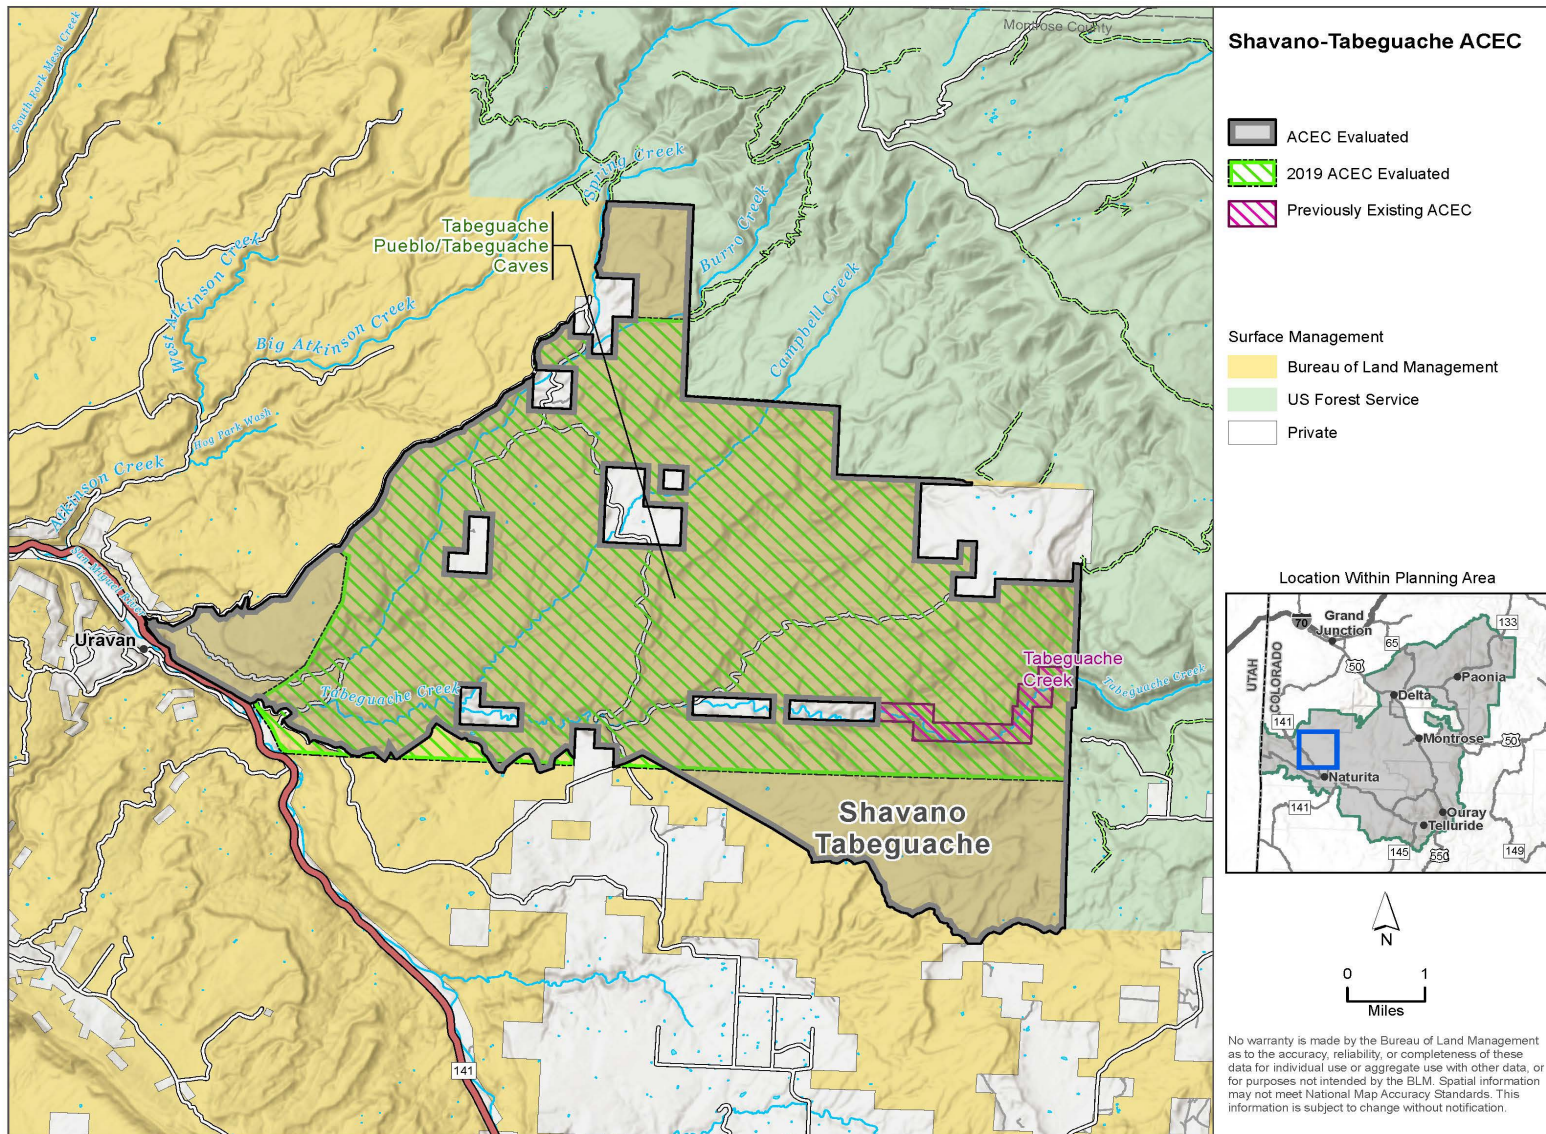 Montrose County
South Fork Mesa Creek
Spring Creek
Tabeguache
Pueblo/Tabeguache
Caves
Burro Creek
West Atkinson Creek
Big Atkinson Creek
Campbell Creek
Hog Park Wash
Atkinson Creek
San Miguel River
Uravan
Tabeguache Creek
Tabeguache
Creek
Tabeguache Creek
Shavano
Tabeguache
141
Shavano-Tabeguache ACEC
ACEC Evaluated
2019 ACEC Evaluated
Previously Existing ACEC
Surface Management
Bureau of Land Management
US Forest Service
Private
Location Within Planning Area
Grand
Junction
70
133
65
50
UTAH
COLORADO
Paonia
Delta
141
Montrose
50
Naturita
141
Ouray
Telluride
145
550
149
N
0 1
Miles
No warranty is made by the Bureau of Land Management
as to the accuracy, reliability, or completeness of these
data for individual use or aggregate use with other data, or
for purposes not intended by the BLM. Spatial information
may not meet National Map Accuracy Standards. This
information is subject to change without notification.